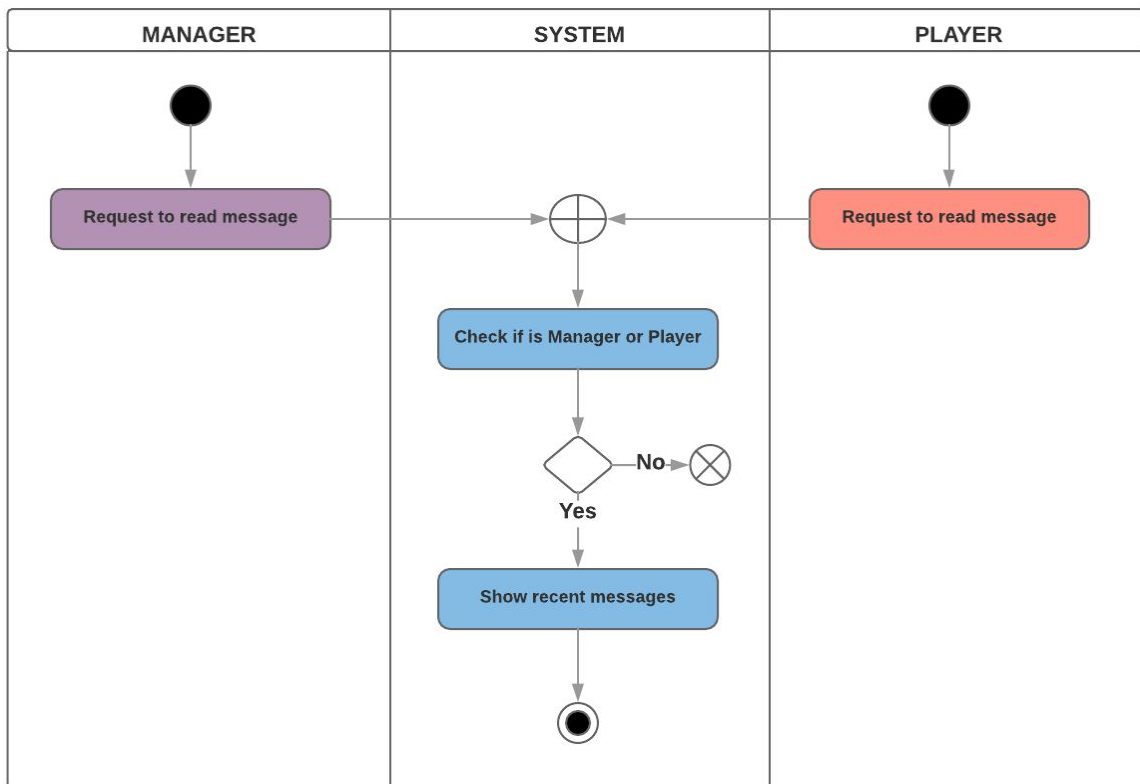 MANAGER
SYSTEM
PLAYER
Request to read message
Request to read message
Check if is Manager or Player
No
Yes
Show recent messages